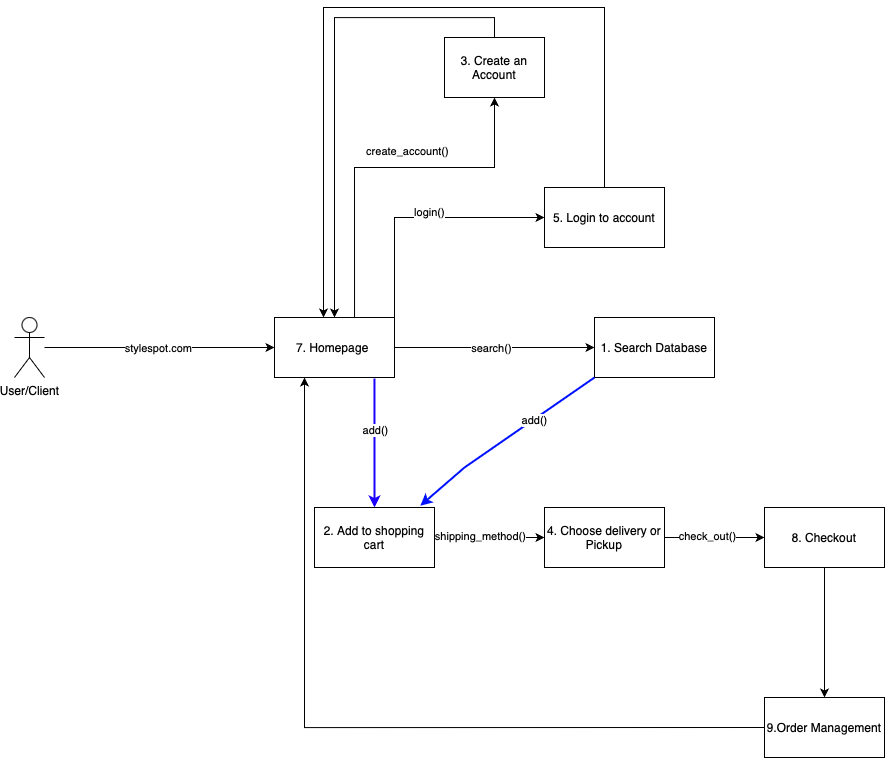 3. Create an
Account
create_account()
login()
5. Login to account
User/Client
stylespot.com
7. Homepage
search()
1. Search Database
add()
add()
2. Add to shopping
cart
shipping_method()
4. Choose delivery or
Pickup
check_out()
8. Checkout
9.Order Management